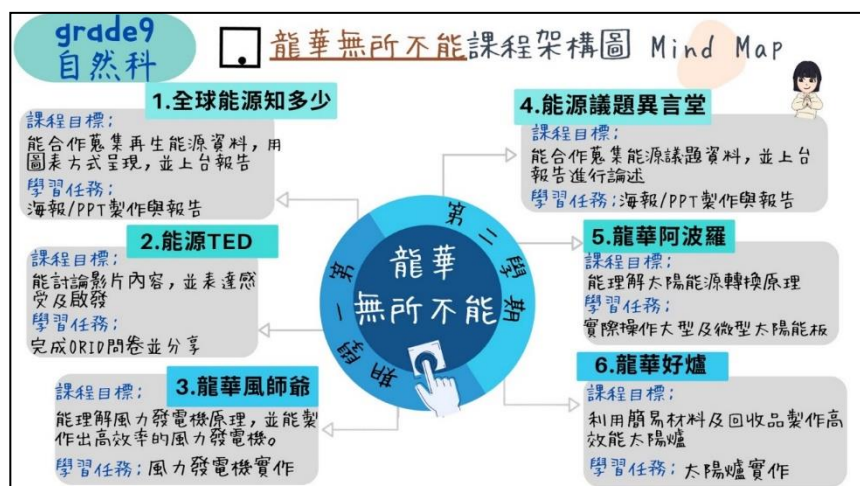 grade9
自然科
龍華無所不能課程架構圖 Mind Map
1.全球能源知多少
課程目標：
能合作蒐集再生能源資料，用
圖表方式呈現，並上台報告
學習任務：
海報/PPT製作與報告
2.能源TED
課程目標：
能討論影片內容，並表達感
受及啟發
學習任務：
完成ORID問卷並分享
3.龍華風師爺
課程目標：
能理解風力發電機原理，並能製
作出高效率的風力發電機。
學習任務：風力發電機實作
第一學期
龍華
無所不能
第二學期
4.能源議題異言堂
課程目標：
能合作蒐集能源議題資料，並上台
報告進行論述
學習任務：海報/PPT製作與報告
5.龍華阿波羅
課程目標：
能理解太陽能源轉換原理
學習任務：
實際操作大型及微型太陽能板
6.龍華好爐
課程目標：
利用簡易材料及回收品製作高
效能太陽爐
學習任務：太陽爐實作